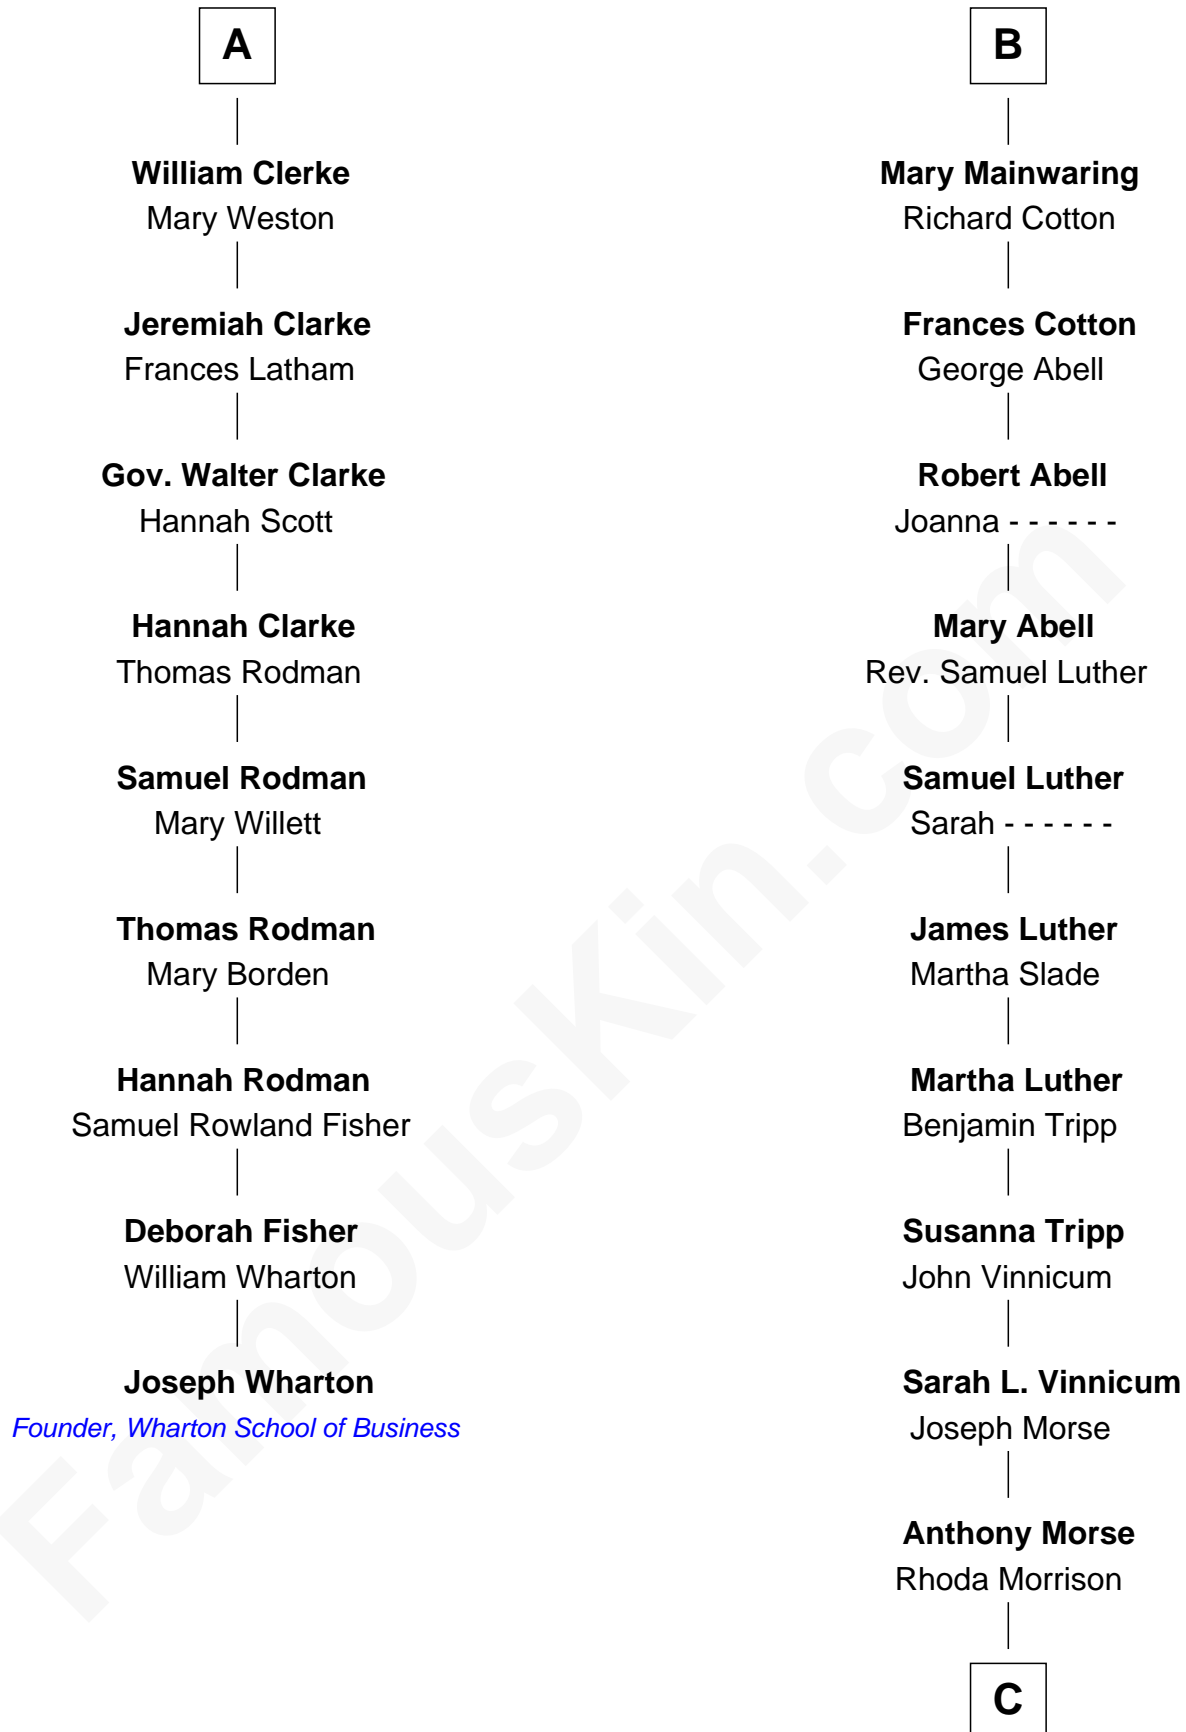 A
William Clerke
Mary Weston
Jeremiah Clarke
Frances Latham
Gov. Walter Clarke
Hannah Scott
Hannah Clarke
Thomas Rodman
Samuel Rodman
Mary Willett
Thomas Rodman
Mary Borden
Hannah Rodman
Samuel Rowland Fisher
Deborah Fisher
William Wharton
Joseph Wharton
Founder, Wharton School of Business
B
Mary Mainwaring
Richard Cotton
Frances Cotton
George Abell
Robert Abell
Joanna - - - - - -
Mary Abell
Rev. Samuel Luther
Samuel Luther
Sarah - - - - - -
James Luther
Martha Slade
Martha Luther
Benjamin Tripp
Susanna Tripp
John Vinnicum
Sarah L. Vinnicum
Joseph Morse
Anthony Morse
Rhoda Morrison
C
FamousKin.com